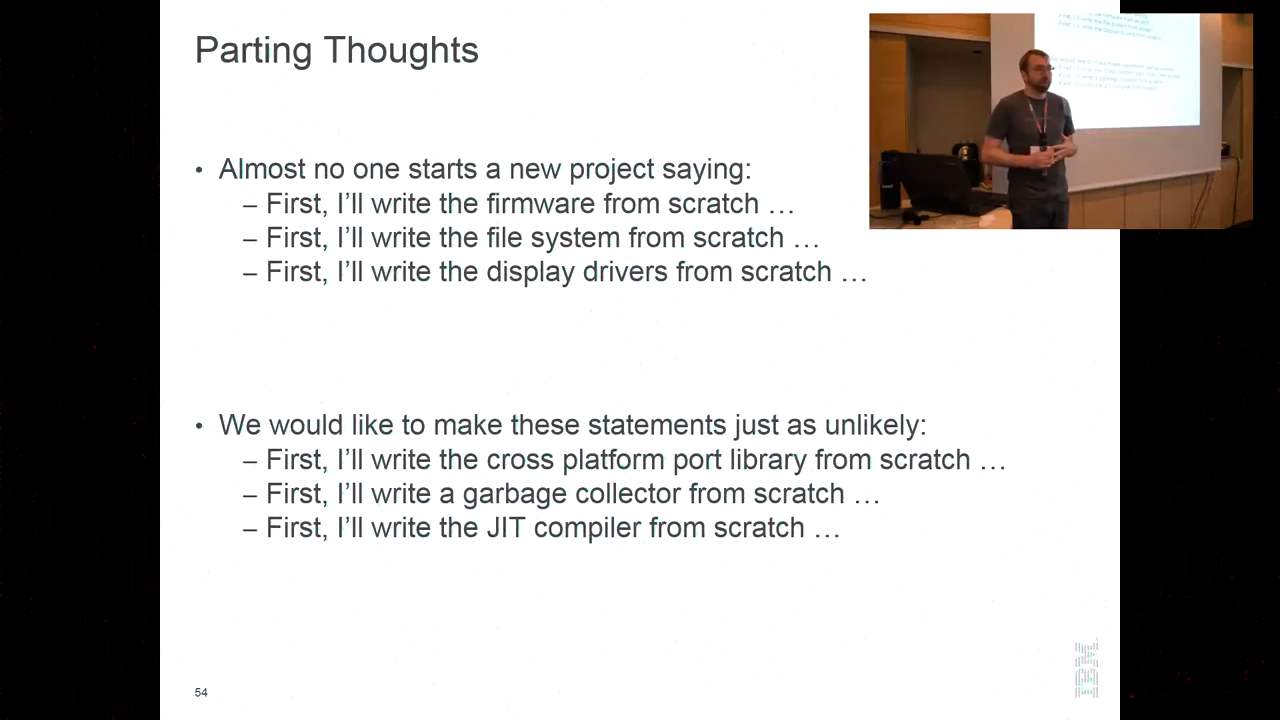 Parting Thoughts
• Almost no one starts a new project saying:
– First, I’ll write the firmware from scratch …
– First, I’ll write the file system from scratch …
– First, I’ll write the display drivers from scratch …
• We would like to make these statements just as unlikely:
– First, I’ll write the cross platform port library from scratch …
– First, I’ll write a garbage collector from scratch …
– First, I’ll write the JIT compiler from scratch …
54
IBM